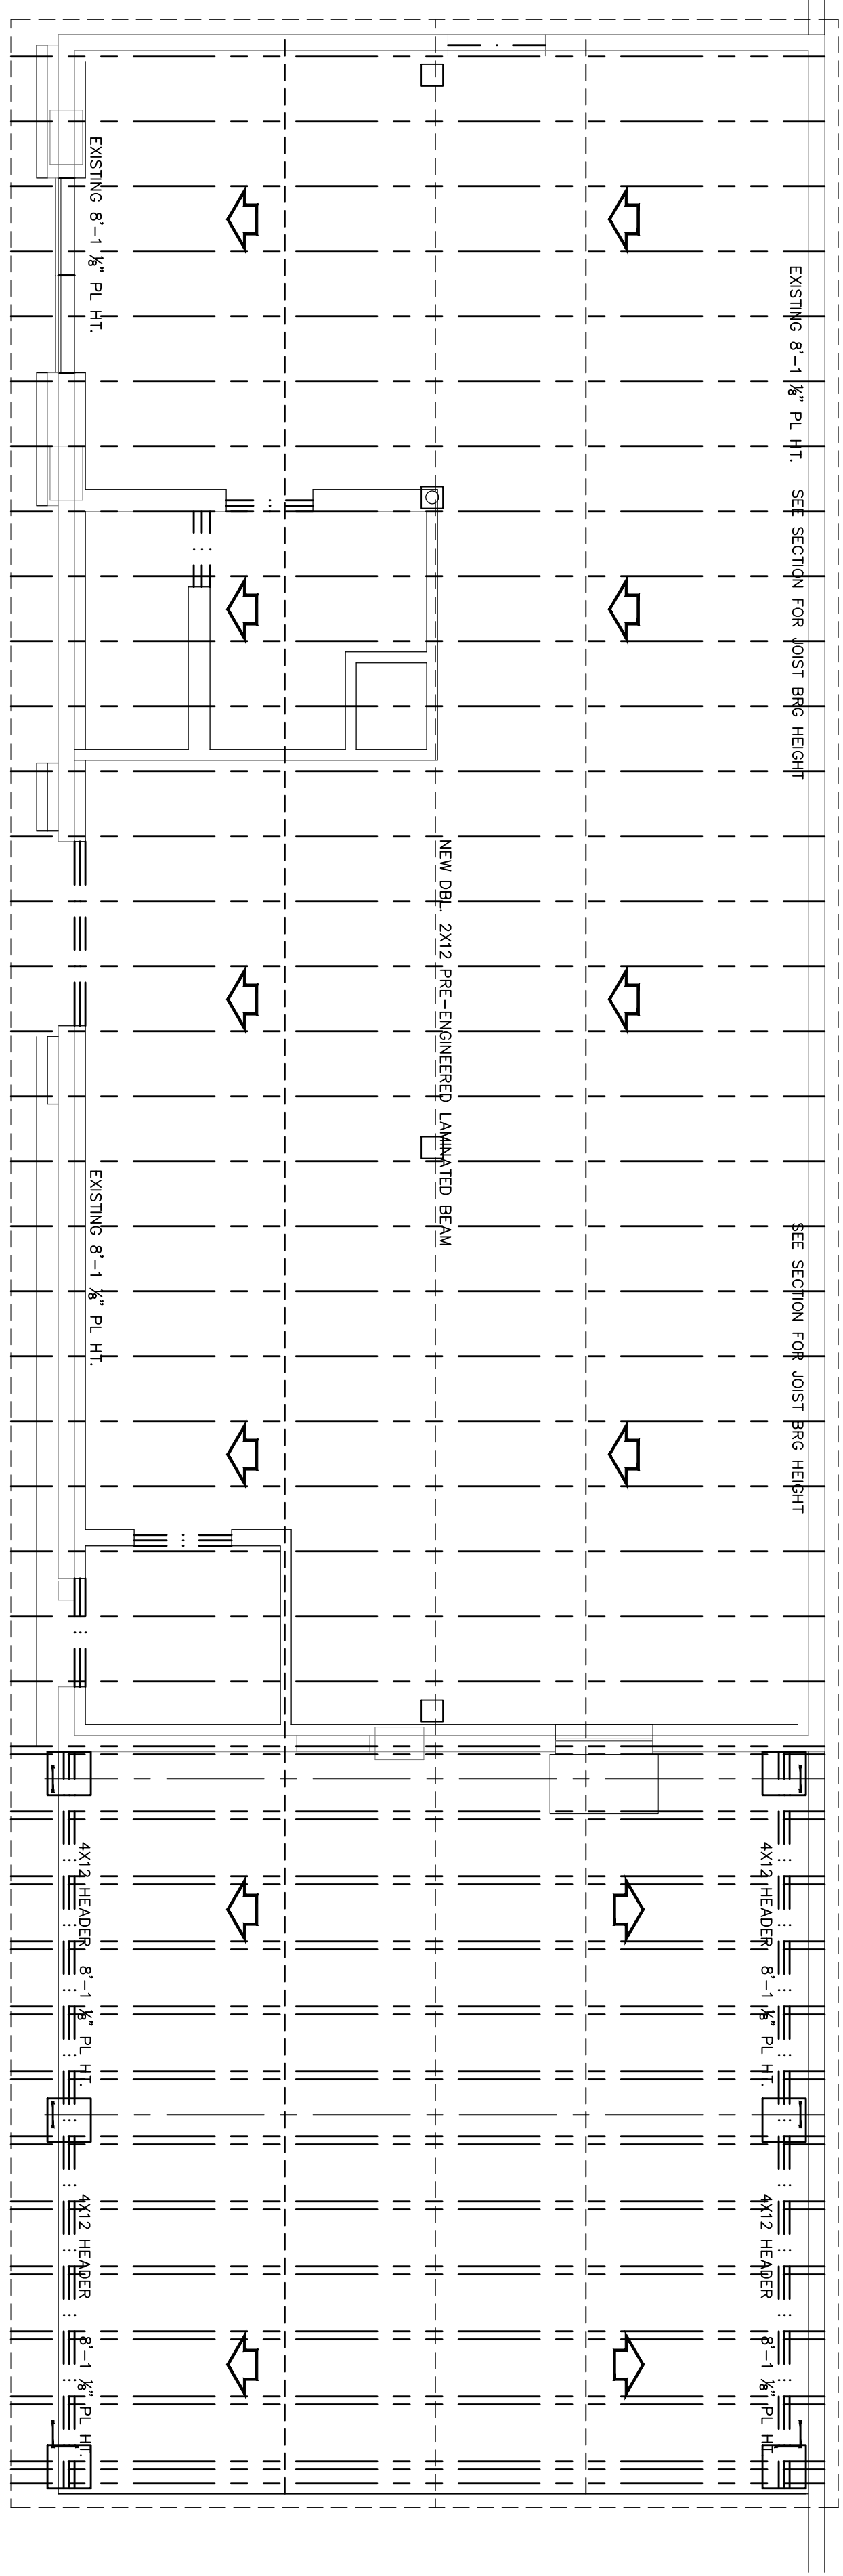 EXISTING 8'-1 ⅛" PL HT.
SEE SECTION FOR JOIST BRG HEIGHT
SEE SECTION FOR JOIST BRG HEIGHT
4X12 HEADER 8'-1 ⅛" PL HT.
4X12 HEADER 8'-1 ⅛" PL HT.
NEW DBL. 2X12 PRE-ENGINEERED LAMINATED BEAM
EXISTING 8'-1 ⅛" PL HT.
EXISTING 8'-1 ⅛" PL HT.
4X12 HEADER 8'-1 ⅛" PL HT.
4X12 HEADER 8'-1 ⅛" PL HT.